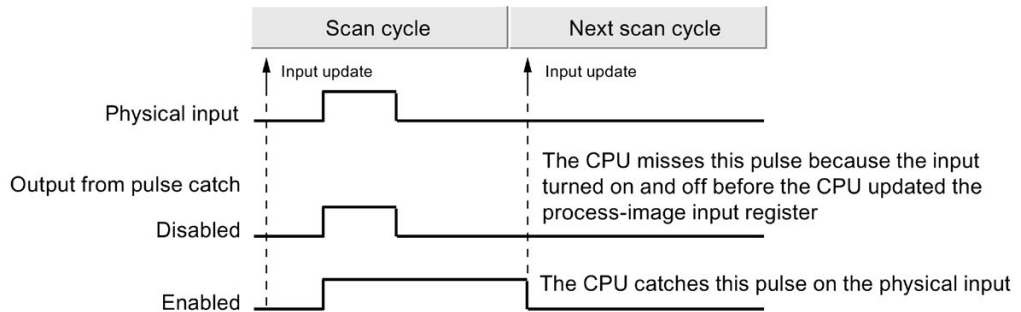 Scan cycle
Next scan cycle
Input update
Input update
Physical input
Output from pulse catch
The CPU misses this pulse because the input
turned on and off before the CPU updated the
process-image input register
Disabled
The CPU catches this pulse on the physical input
Enabled